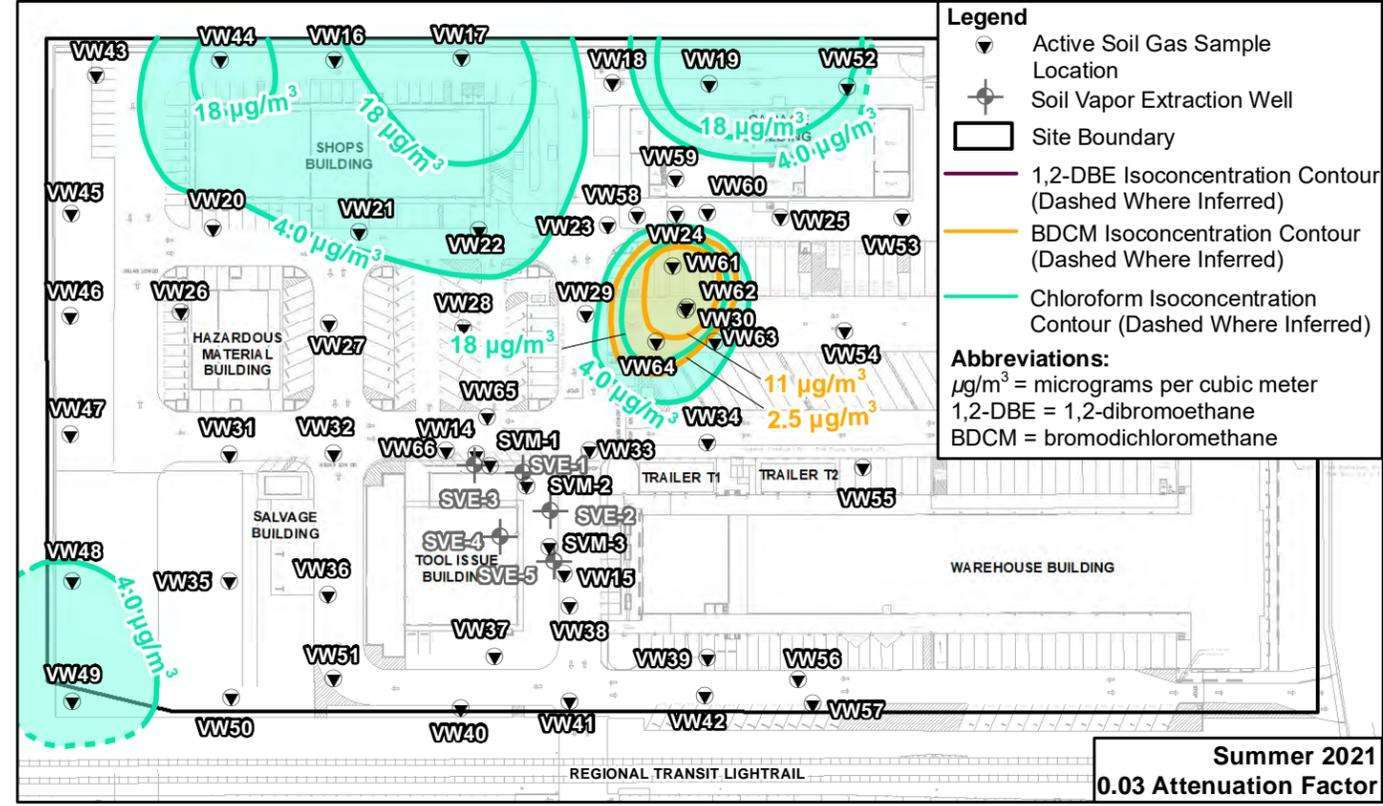 VW43
VW44
VW16
VW17
VW18
VW19
VW52
18 µg/m³
18 µg/m³
18 µg/m³
4.0 µg/m³
SHOPS
BUILDING
VW45
VW20
VW21
VW22
4.0 µg/m³
VW59
VW58
VW60
VW23
VW24
VW25
VW53
VW46
VW26
VW28
VW29
VW61
VW62
VW30
VW63
VW27
VW54
HAZARDOUS
MATERIAL
BUILDING
18 µg/m³
VW64
4.0 µg/m³
11 µg/m³
2.5 µg/m³
VW47
VW65
VW34
VW31
VW32
VW14
VW66
SVM-1
SVE-1
VW33
SVE-3
SVM-2
SVE-2
TRAILER T1
TRAILER T2
VW55
SALVAGE
BUILDING
SVE-4
SVM-3
TOOL ISSUE
BUILDING
SVE-5
VW15
WAREHOUSE BUILDING
VW48
4.0 µg/m³
VW35
VW36
VW37
VW38
VW39
VW56
VW49
VW51
VW50
VW40
VW41
VW42
VW57
REGIONAL TRANSIT LIGHTRAIL
Legend
Active Soil Gas Sample
Location
Soil Vapor Extraction Well
Site Boundary
1,2-DBE Isoconcentration Contour
(Dashed Where Inferred)
BDCM Isoconcentration Contour
(Dashed Where Inferred)
Chloroform Isoconcentration
Contour (Dashed Where Inferred)
Abbreviations:
µg/m³ = micrograms per cubic meter
1,2-DBE = 1,2-dibromoethane
BDCM = bromodichloromethane
Summer 2021
0.03 Attenuation Factor